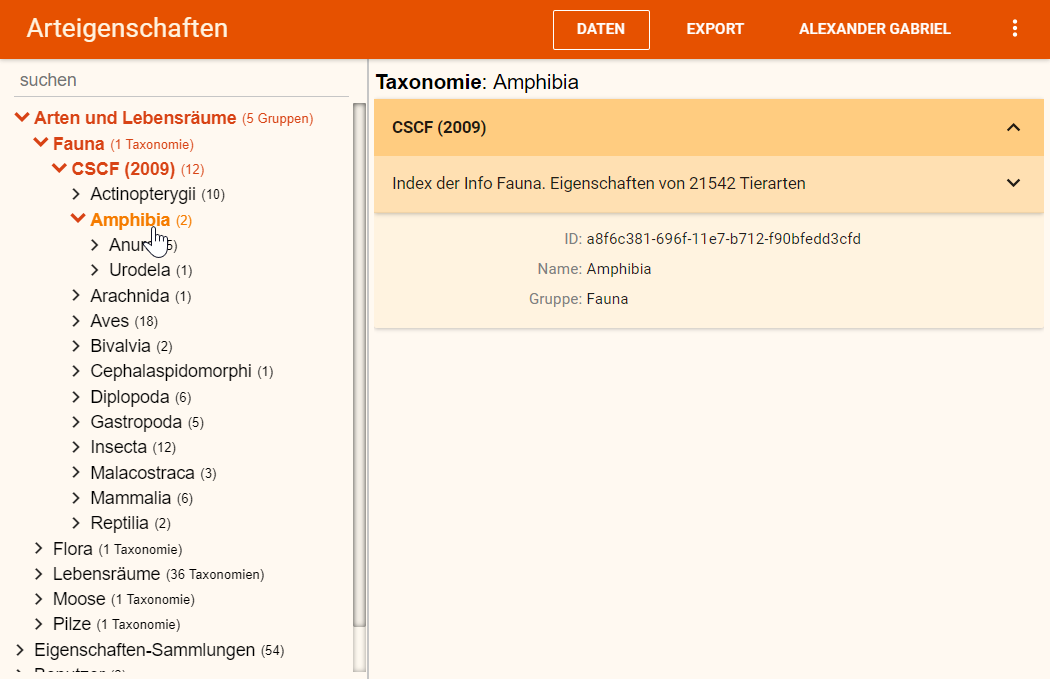 Arteigenschaften
DATEN
EXPORT
ALEXANDER GABRIEL
suchen
Arten und Lebensräume (5 Gruppen)
Fauna (1 Taxonomie)
CSCF (2009) (12)
Actinopterygii (10)
Amphibia (2)
Urodela (1)
Arachnida (1)
Aves (18)
Bivalvia (2)
Cephalaspidomorphi (1)
Diplopoda (6)
Gastropoda (5)
Insecta (12)
Malacostraca (3)
Mammalia (6)
Reptilia (2)
Flora (1 Taxonomie)
Lebensräume (36 Taxonomien)
Moose (1 Taxonomie)
Pilze (1 Taxonomie)
Eigenschaften-Sammlungen (54)
Taxonomie: Amphibia
CSCF (2009)
Index der Info Fauna. Eigenschaften von 21542 Tierarten
ID: a8f6c381-696f-11e7-b712-f90bfedd3cfd
Name: Amphibia
Gruppe: Fauna